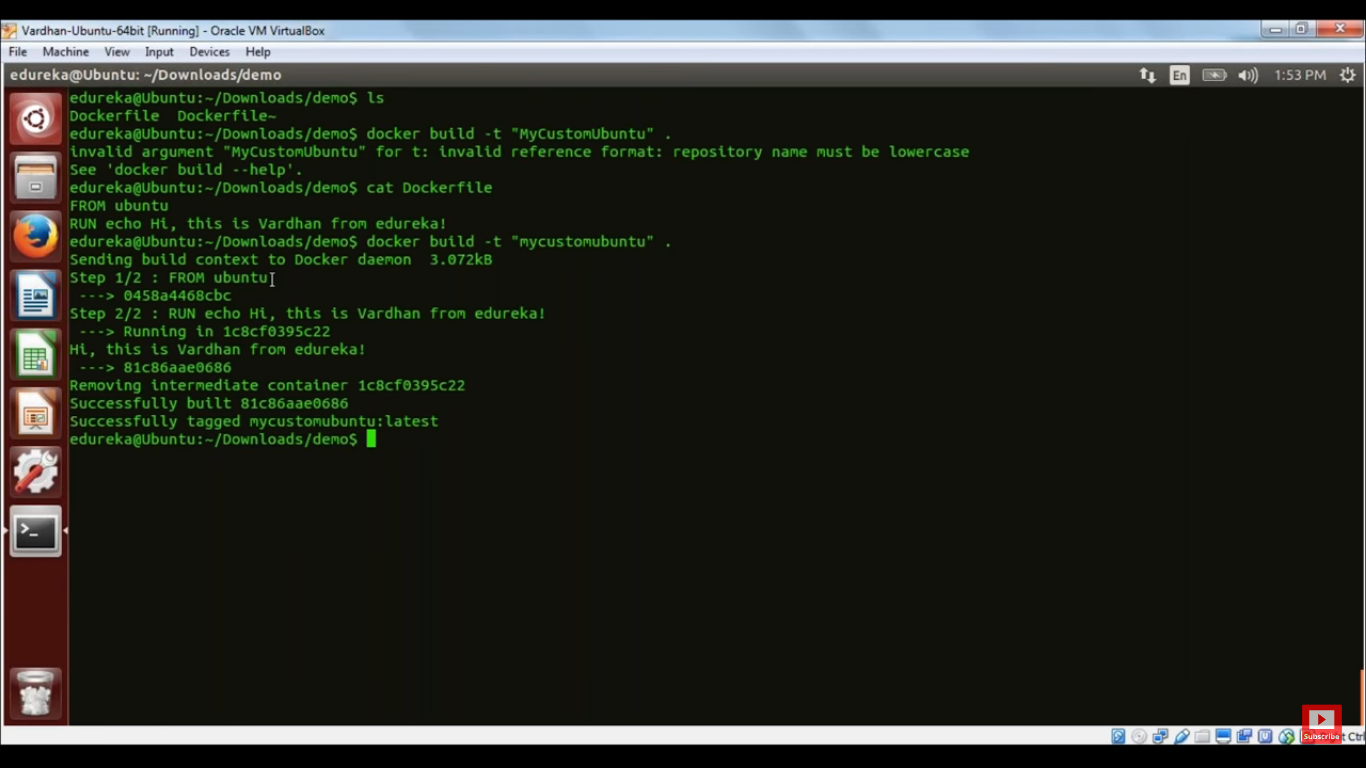 Vardhan-Ubuntu-64bit [Running] - Oracle VM VirtualBox
File Machine View Input Devices Help
edureka@Ubuntu: ~/Downloads/demo
En
1:53 PM
edureka@Ubuntu:~/Downloads/demo$ ls
Dockerfile  Dockerfile~
edureka@Ubuntu:~/Downloads/demo$ docker build -t "MyCustomUbuntu" .
invalid argument "MyCustomUbuntu" for t: invalid reference format: repository name must be lowercase
See 'docker build --help'.
edureka@Ubuntu:~/Downloads/demo$ cat Dockerfile
FROM ubuntu
RUN echo Hi, this is Vardhan from edureka!
edureka@Ubuntu:~/Downloads/demo$ docker build -t "mycustomubuntu" .
Sending build context to Docker daemon  3.072kB
Step 1/2 : FROM ubuntu
 ---> 0458a4468cbc
Step 2/2 : RUN echo Hi, this is Vardhan from edureka!
 ---> Running in 1c8cf0395c22
Hi, this is Vardhan from edureka!
 ---> 81c86aae0686
Removing intermediate container 1c8cf0395c22
Successfully built 81c86aae0686
Successfully tagged mycustomubuntu:latest
edureka@Ubuntu:~/Downloads/demo$
Subscribe
Ctrl